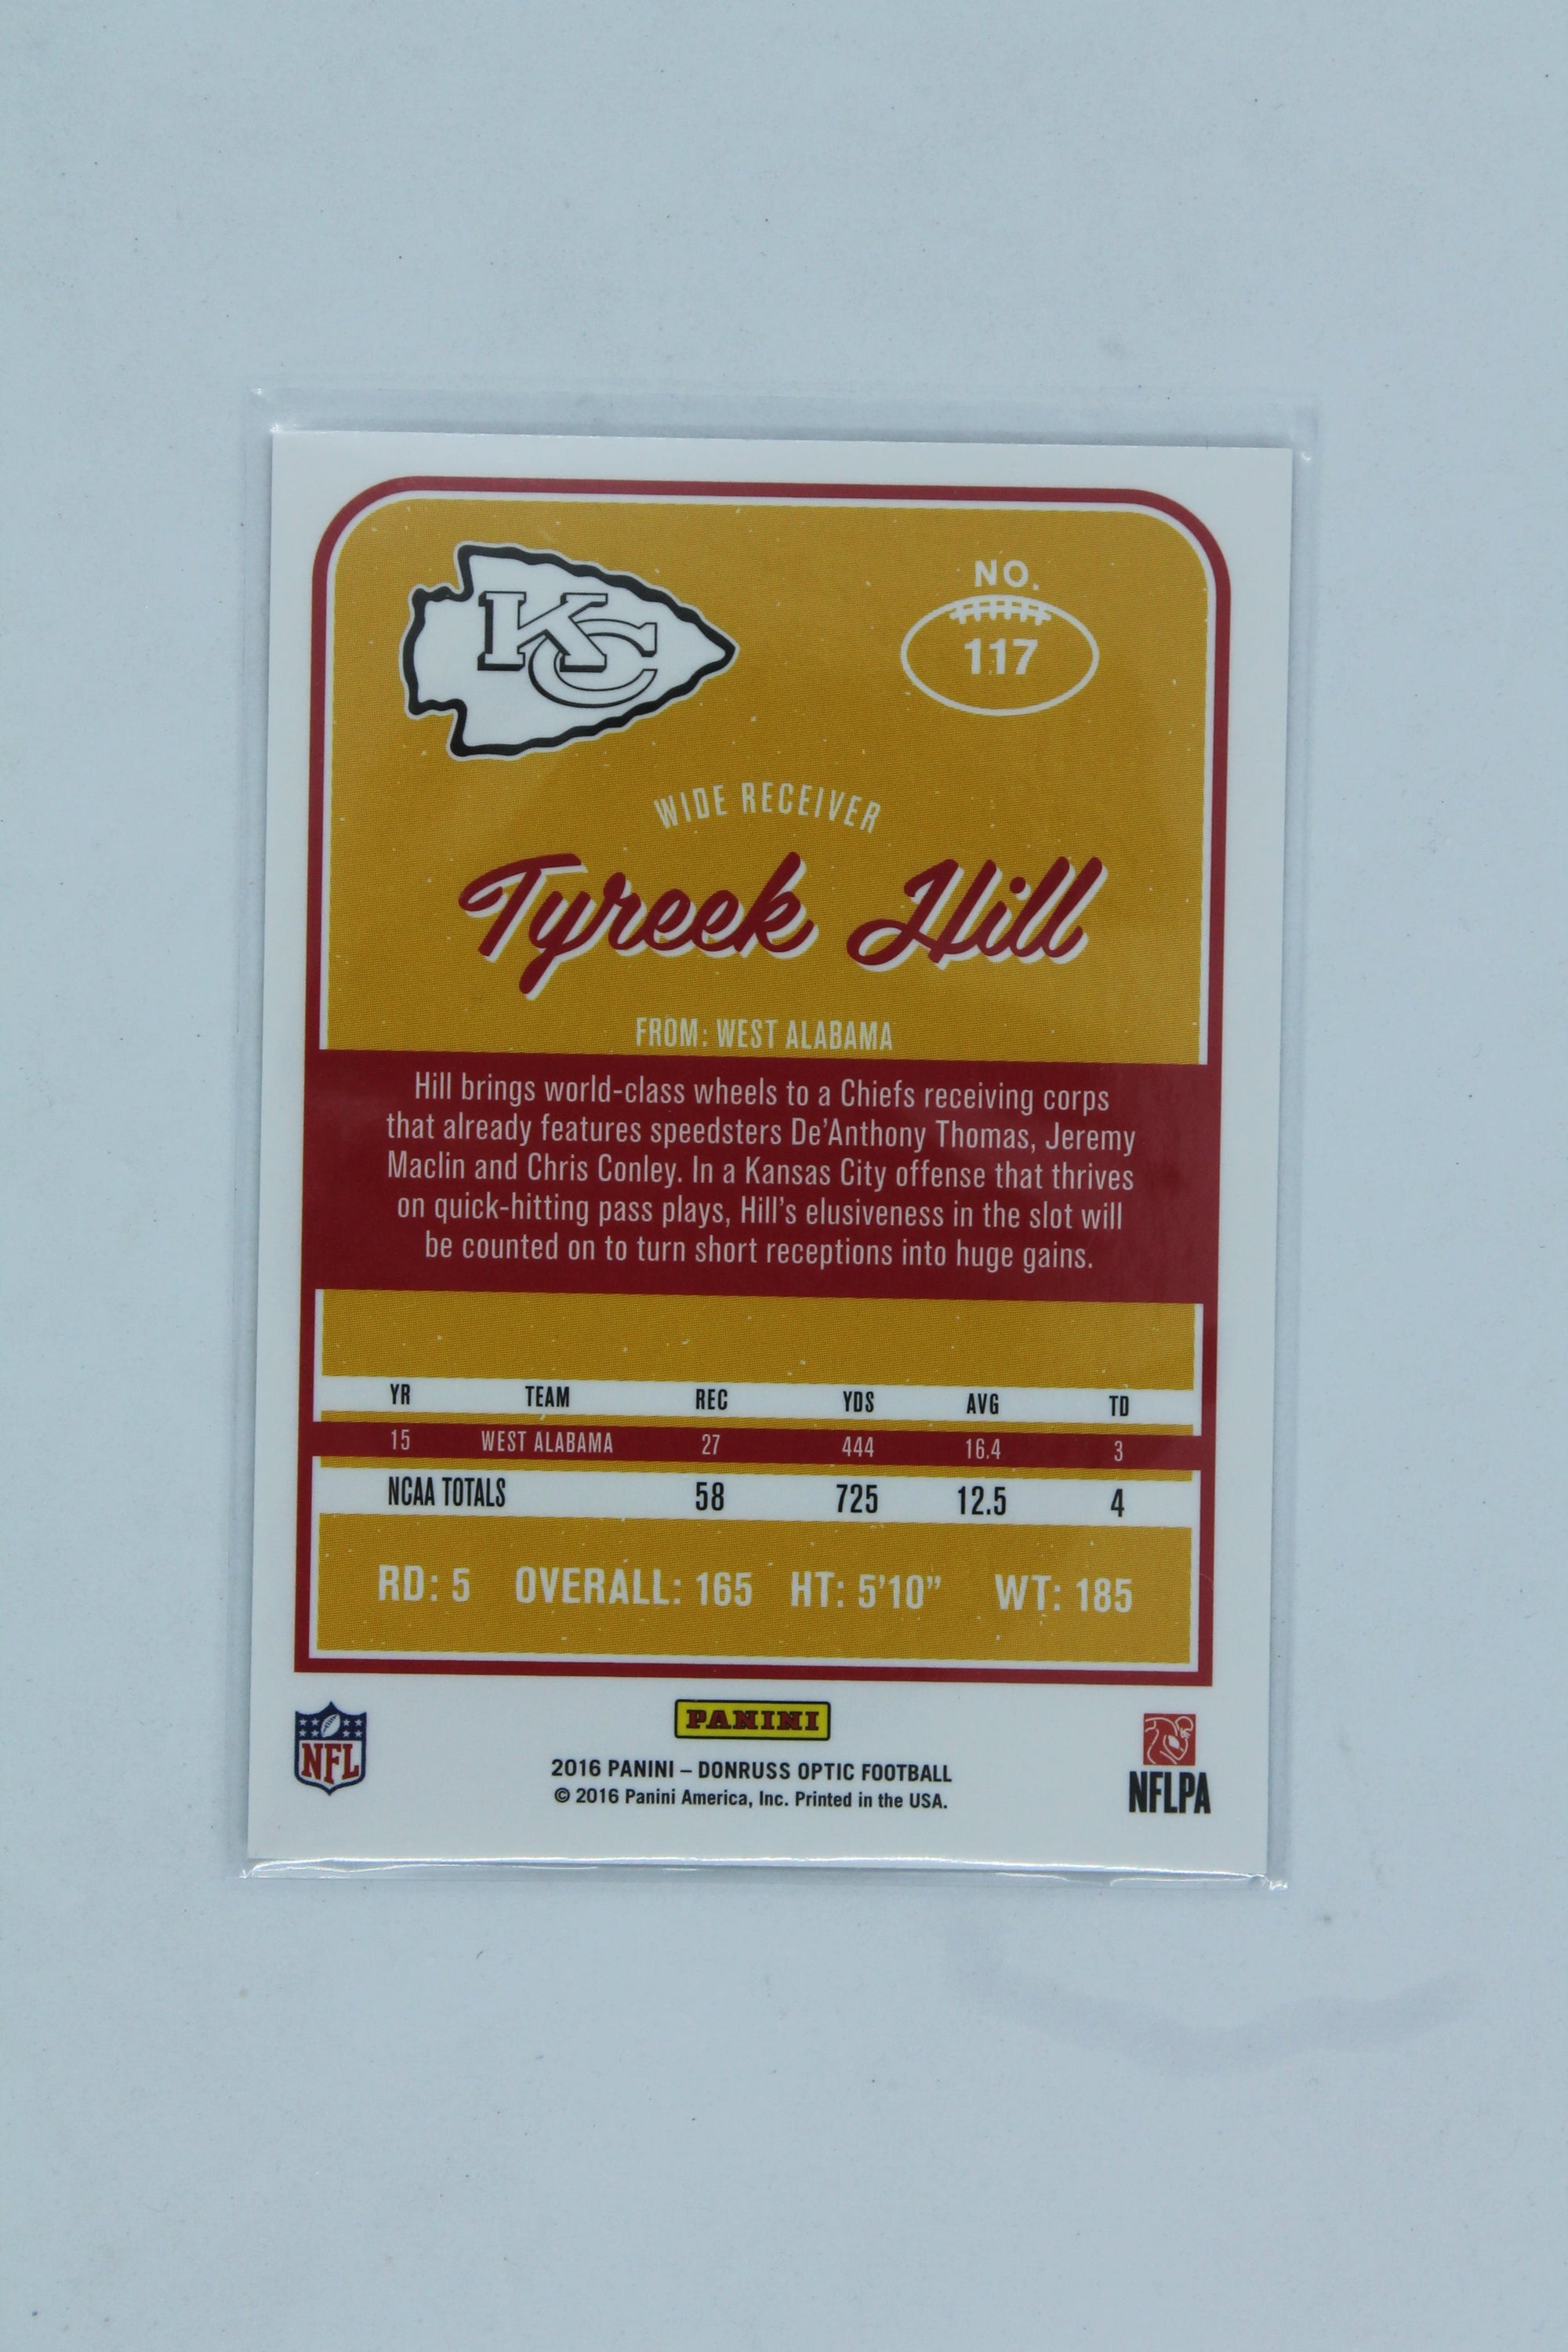 KC
NO.
117
WIDE RECEIVER
Tyreek Hill
FROM: WEST ALABAMA
Hill brings world-class wheels to a Chiefs receiving corps
that already features speedsters De'Anthony Thomas, Jeremy
Maclin and Chris Conley. In a Kansas City offense that thrives
on quick-hitting pass plays, Hill's elusiveness in the slot will
be counted on to turn short receptions into huge gains.
YR TEAM REC YDS AVG TD
15 WEST ALABAMA 27 444 16.4 3
NCAA TOTALS 58 725 12.5 4
RD: 5 OVERALL: 165 HT: 5'10” WT: 185
NFL
PANINI
2016 PANINI – DONRUSS OPTIC FOOTBALL
© 2016 Panini America, Inc. Printed in the USA.
NFLPA